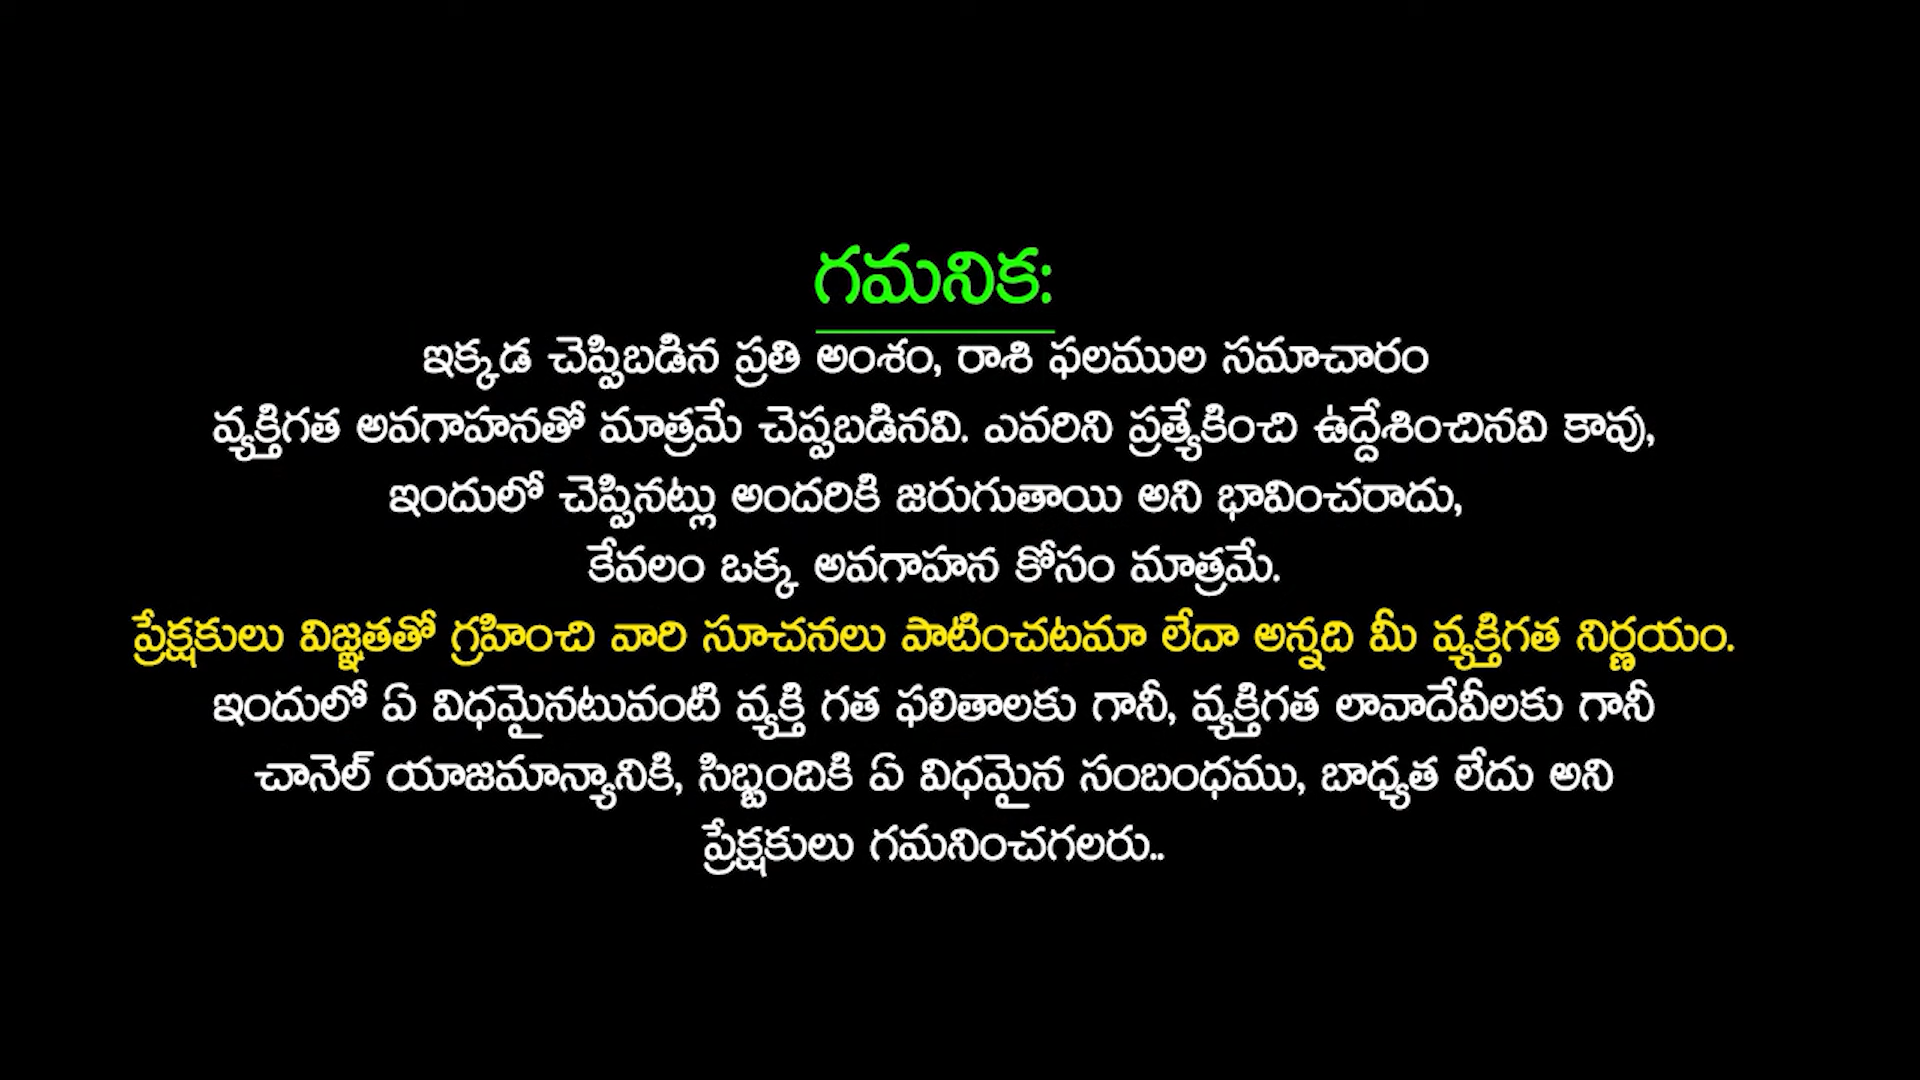 గమనిక:
ఇక్కడ చెప్పిబడిన ప్రతి అంశం, రాశి ఫలముల సమాచారం
వ్యక్తిగత అవగాహనతో మాత్రమే చెప్పబడినవి. ఎవరిని ప్రత్యేకించి ఉద్దేశించినవి కావు,
ఇందులో చెప్పినట్లు అందరికి జరుగుతాయి అని భావించరాదు,
కేవలం ఒక్క అవగాహన కోసం మాత్రమే.
ప్రేక్షకులు విజ్ఞతతో గ్రహించి వారి సూచనలు పాటించటమా లేదా అన్నది మీ వ్యక్తిగత నిర్ణయం.
ఇందులో ఏ విధమైనటువంటి వ్యక్తి గత ఫలితాలకు గానీ, వ్యక్తిగత లావాదేవీలకు గానీ
చానెల్ యాజమాన్యానికి, సిబ్బందికి ఏ విధమైన సంబంధము, బాధ్యత లేదు అని
ప్రేక్షకులు గమనించగలరు..